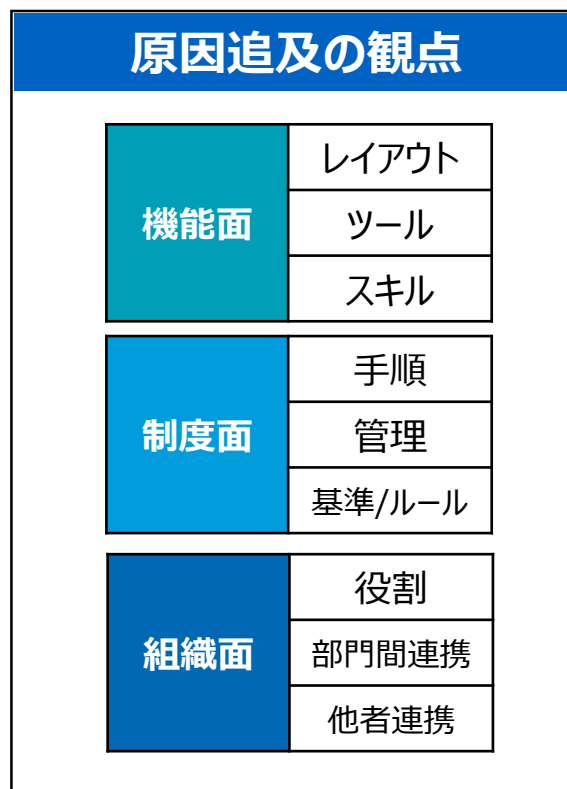 原因追及の観点
機能面
レイアウト
ツール
スキル
制度面
手順
管理
基準/ルール
組織面
役割
部門間連携
他者連携